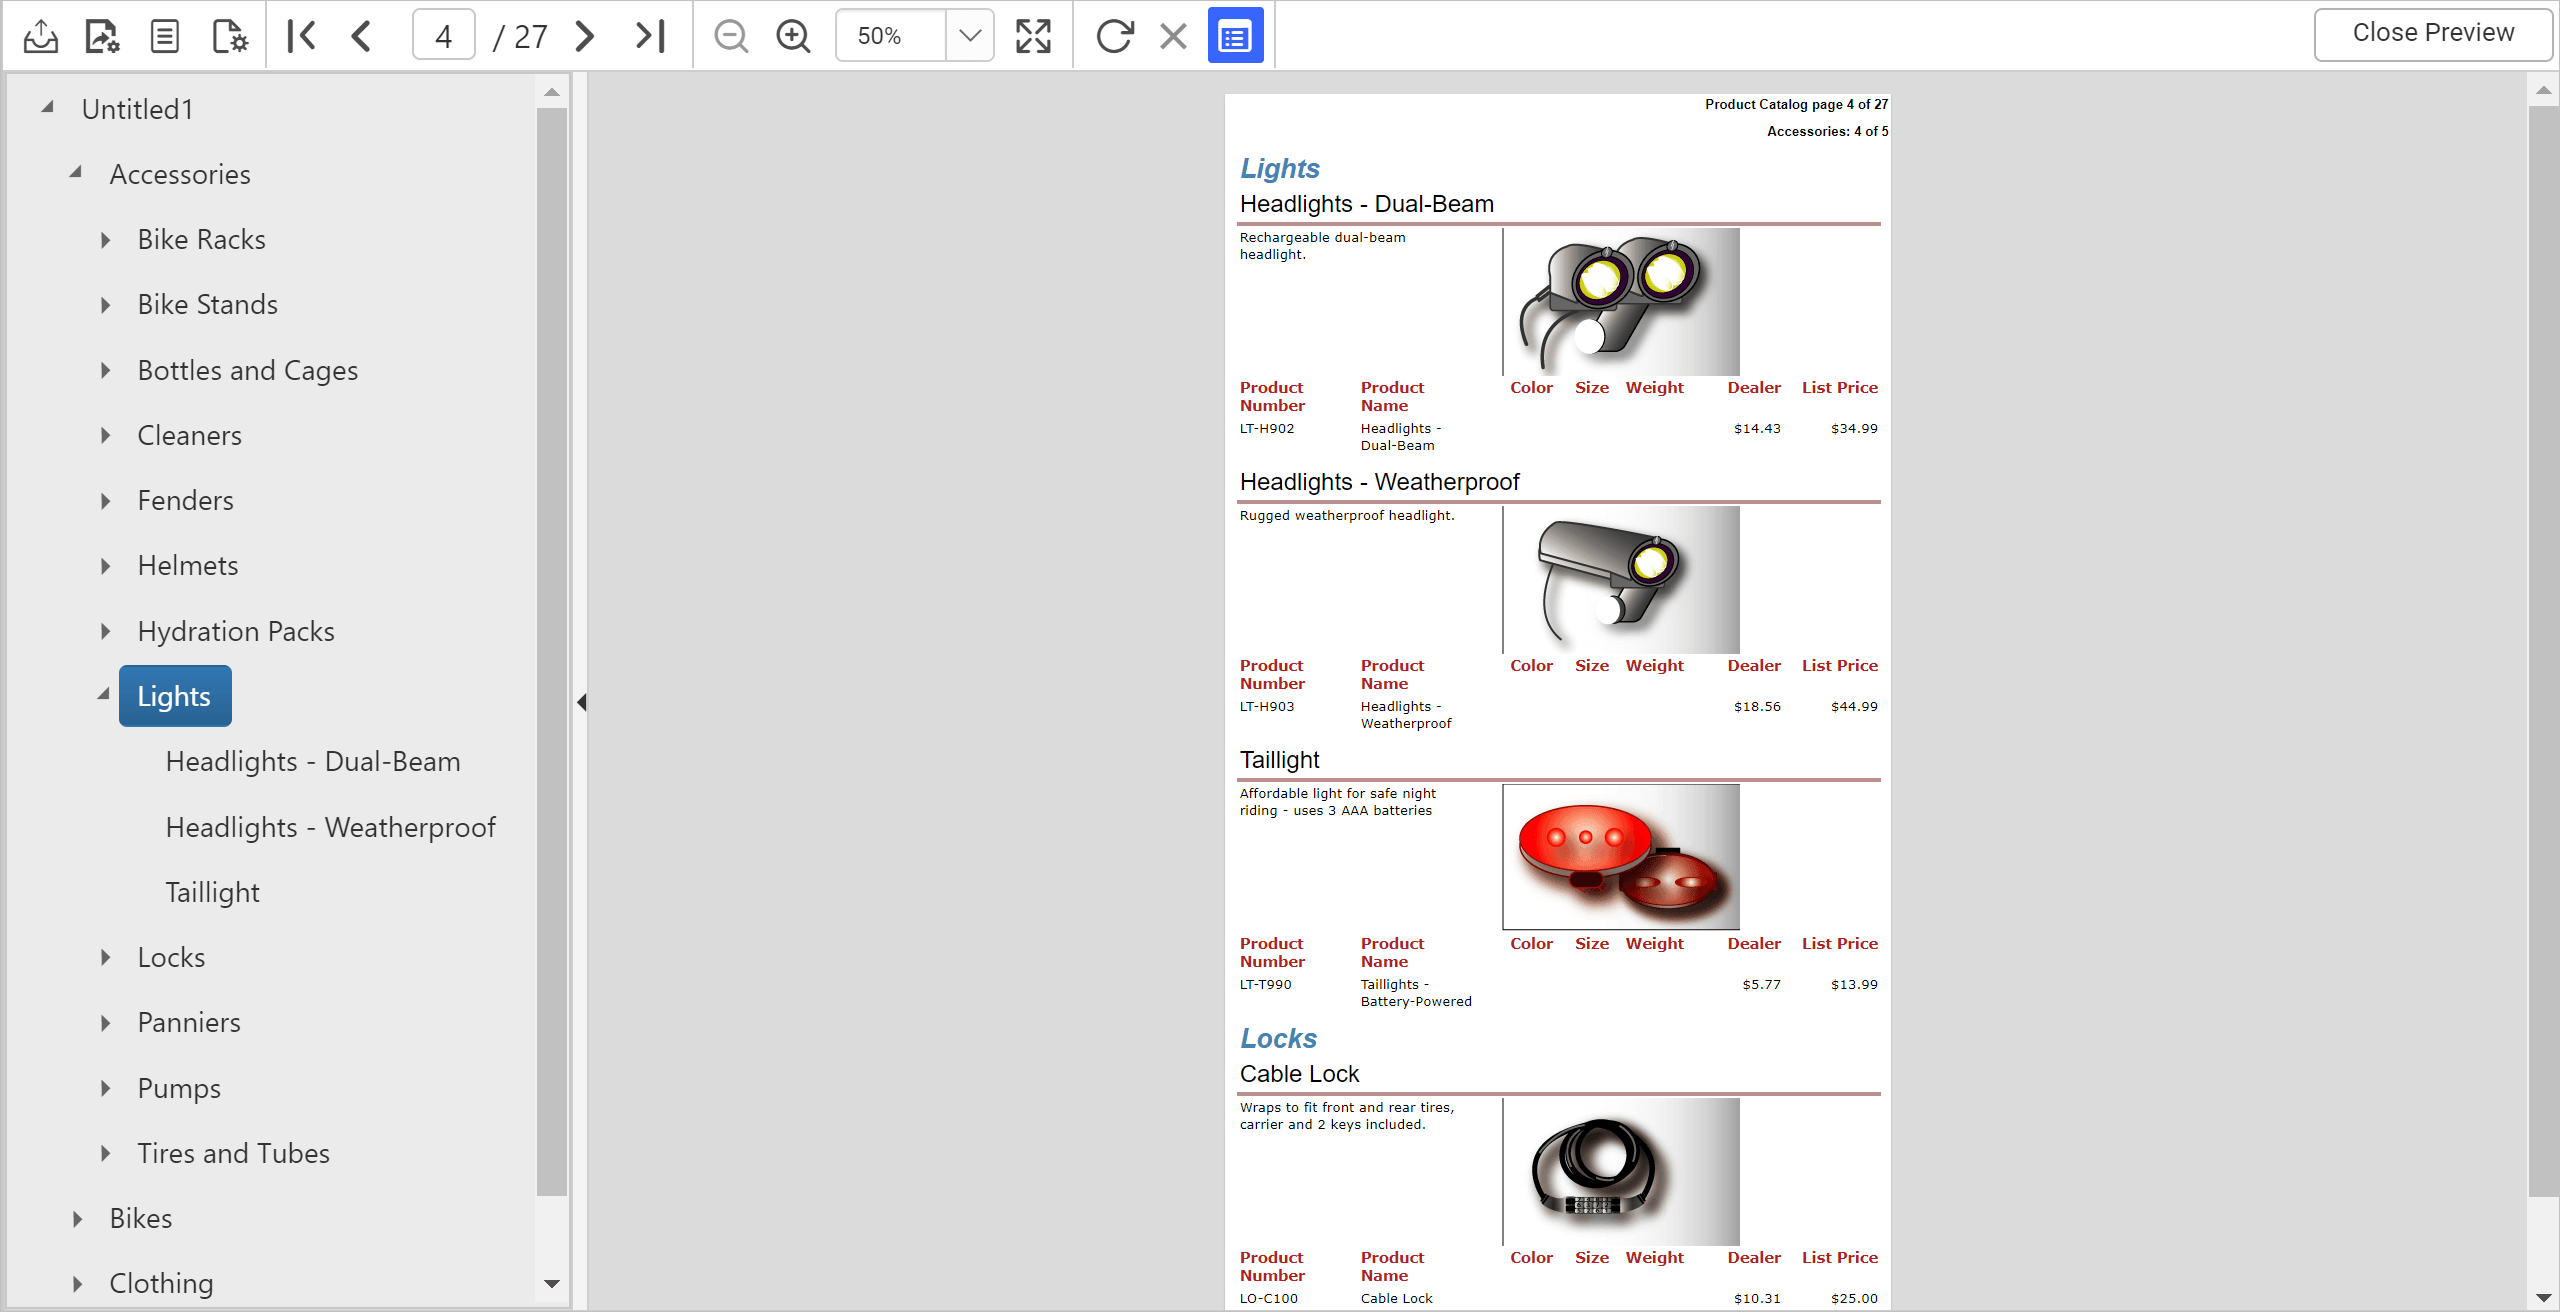 4 / 27
50%
Close Preview
Untitled1
Accessories
Bike Racks
Bike Stands
Bottles and Cages
Cleaners
Fenders
Helmets
Hydration Packs
Lights
Headlights - Dual-Beam
Headlights - Weatherproof
Taillight
Locks
Panniers
Pumps
Tires and Tubes
Bikes
Clothing
Product Catalog page 4 of 27
Accessories: 4 of 5
Lights
Headlights - Dual-Beam
Rechargeable dual-beam
headlight.
Product Number Product Name Color Size Weight Dealer List Price
LT-H902 Headlights - Dual-Beam $14.43 $34.99
Headlights - Weatherproof
Rugged weatherproof headlight.
Product Number Product Name Color Size Weight Dealer List Price
LT-H903 Headlights - Weatherproof $18.56 $44.99
Taillight
Affordable light for safe night
riding - uses 3 AAA batteries
Product Number Product Name Color Size Weight Dealer List Price
LT-T990 Taillights - Battery-Powered $5.77 $13.99
Locks
Cable Lock
Wraps to fit front and rear tires,
carrier and 2 keys included.
Product Number Product Name Color Size Weight Dealer List Price
LO-C100 Cable Lock $10.31 $25.00